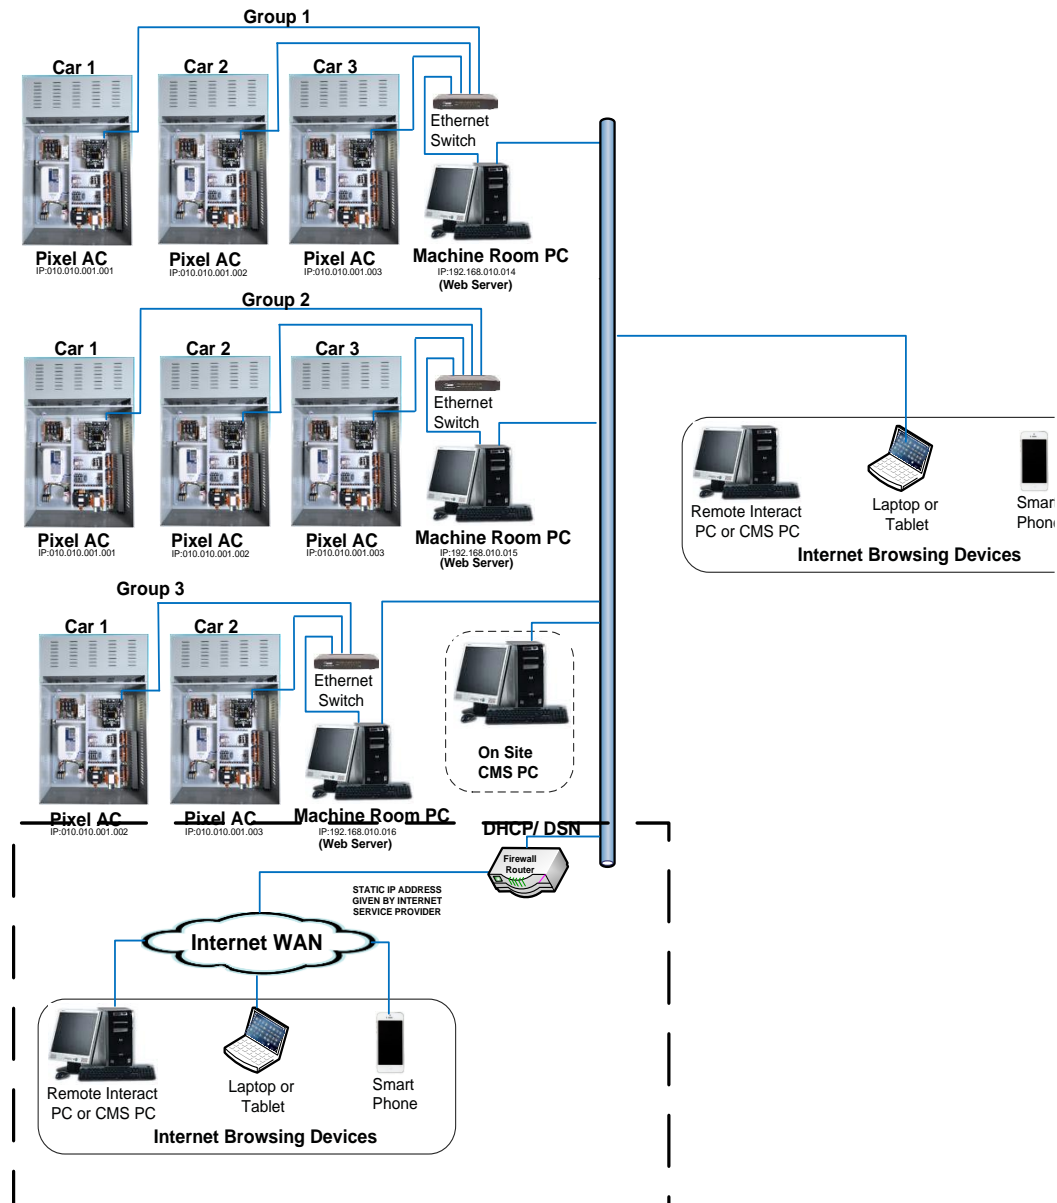 Group 1
Car 1
Car 2
Car 3
Ethernet
Switch
Pixel AC
IP:010.010.001.001
Pixel AC
IP:010.010.001.002
Pixel AC
IP:010.010.001.003
Machine Room PC
IP:192.168.010.014
(Web Server)
Group 2
Car 1
Car 2
Car 3
Ethernet
Switch
Pixel AC
IP:010.010.001.001
Pixel AC
IP:010.010.001.002
Pixel AC
IP:010.010.001.003
Machine Room PC
IP:192.168.010.015
(Web Server)
Remote Interact
PC or CMS PC
Laptop or
Tablet
Smart
Phone
Internet Browsing Devices
Group 3
Car 1
Car 2
Ethernet
Switch
On Site
CMS PC
Pixel AC
IP:010.010.001.002
Pixel AC
IP:010.010.001.003
Machine Room PC
IP:192.168.010.016
(Web Server)
DHCP/ DSN
Firewall
Router
STATIC IP ADDRESS
GIVEN BY INTERNET
SERVICE PROVIDER
Internet WAN
Remote Interact
PC or CMS PC
Laptop or
Tablet
Smart
Phone
Internet Browsing Devices